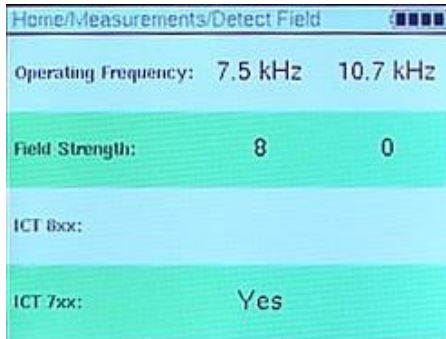 Home/Measurements/Detect Field
Operating Frequency: 7.5 kHz 10.7 kHz
Field Strength: 8 0
ICT 8xx:
ICT 7xx: Yes